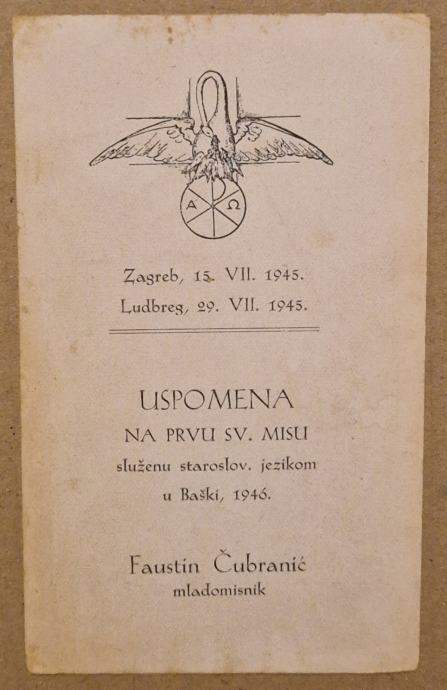 Α Ω
Zagreb, 15. VII. 1945.
Ludbreg, 29. VII. 1945.
USPOMENA
NA PRVU SV. MISU
služenu staroslov. jezikom
u Baški, 1946.
Faustin Čubranić
mladomisnik